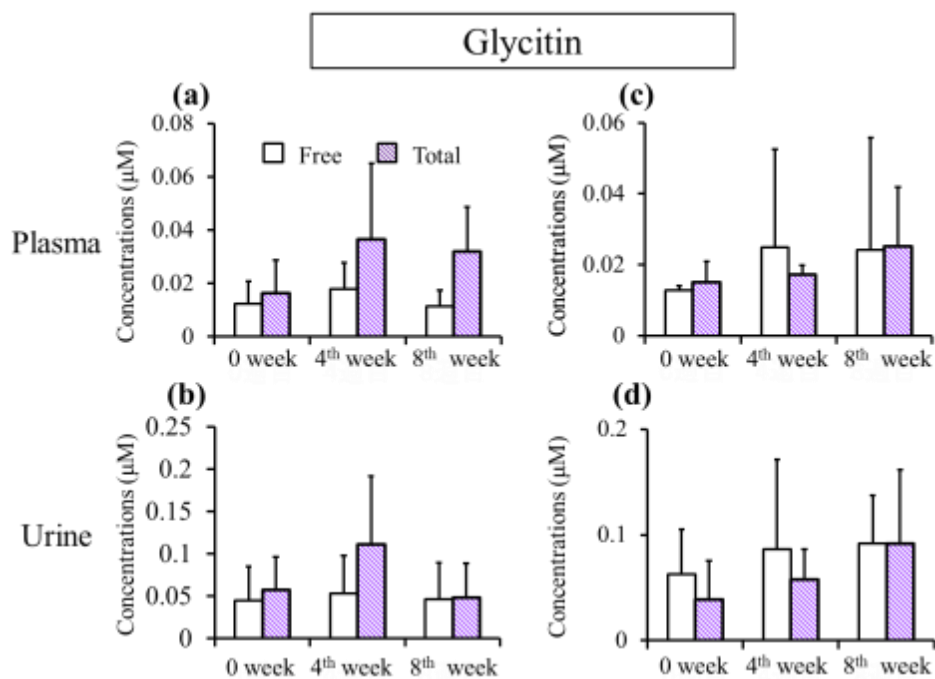 Glycitin
(a)
(c)
Plasma
Concentrations (μM)
0.08
0.06
0.04
0.02
0
Free
Total
0 week
4th week
8th week
Concentrations (μM)
0.06
0.04
0.02
0
0 week
4th week
8th week
(b)
(d)
Urine
Concentrations (μM)
0.25
0.2
0.15
0.1
0.05
0
0 week
4th week
8th week
Concentrations (μM)
0.2
0.1
0
0 week
4th week
8th week